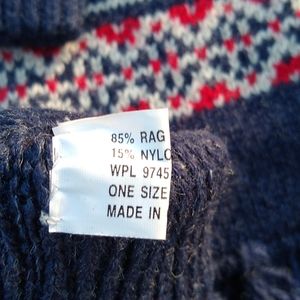 85% RAG
15% NYLO
WPL 9745
ONE SIZE
MADE IN